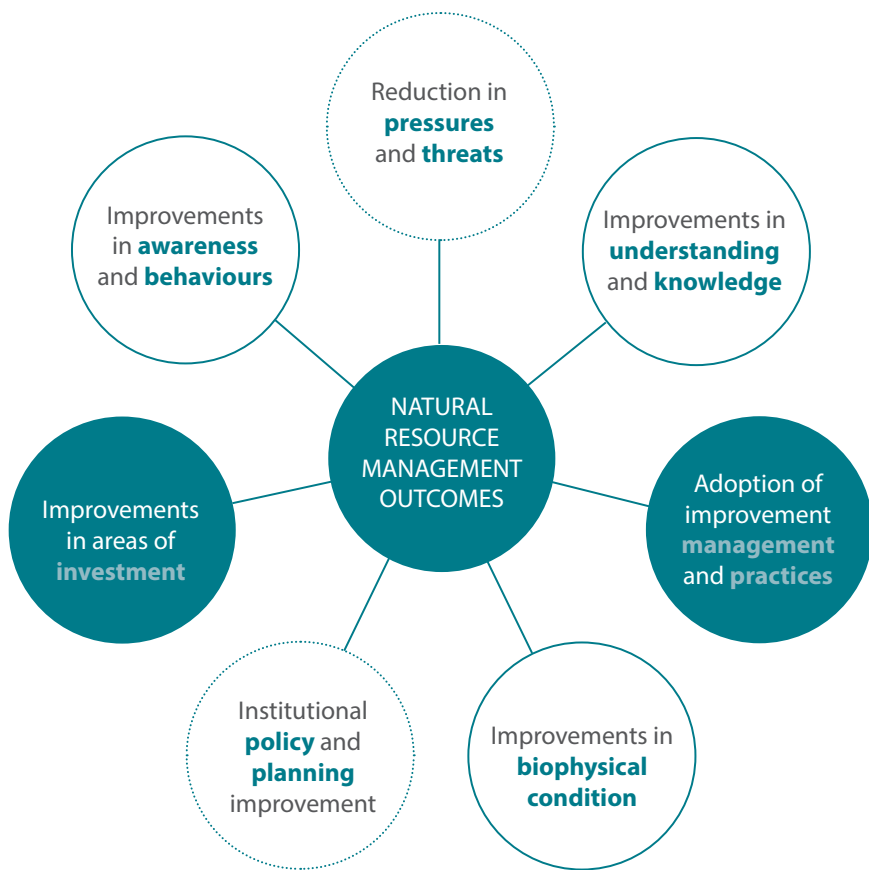 Reduction in
pressures
and threats
Improvements
in awareness
and behaviours
Improvements in
understanding
and knowledge
NATURAL
RESOURCE
MANAGEMENT
OUTCOMES
Improvements
in areas of
investment
Adoption of
improvement
management
and practices
Institutional
policy and
planning
improvement
Improvements in
biophysical
condition